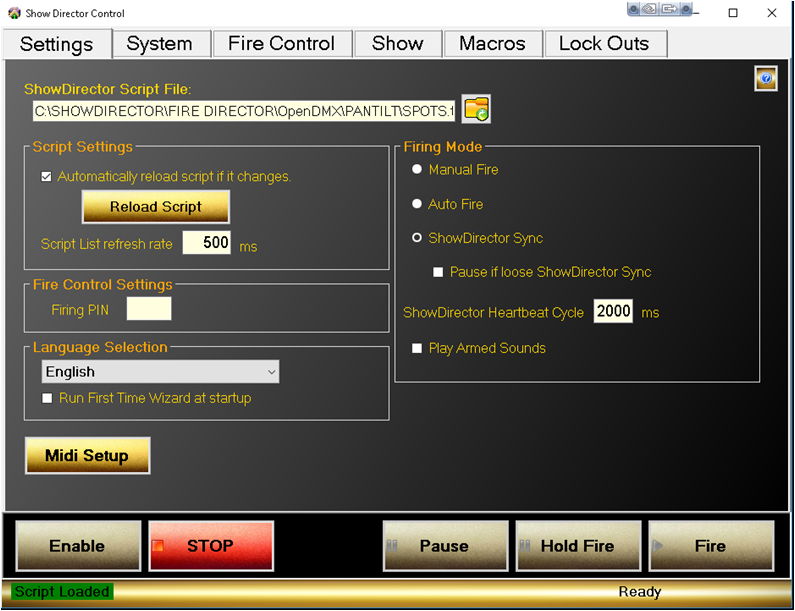 Show Director Control
Settings
System
Fire Control
Show
Macros
Lock Outs
ShowDirector Script File:
C:\SHOWDIRECTOR\FIRE DIRECTOR\OpenDMX\PANTILT\SPOTS.t
Script Settings
Automatically reload script if it changes.
Reload Script
Script List refresh rate 500 ms
Fire Control Settings
Firing PIN
Language Selection
English
Run First Time Wizard at startup
Midi Setup
Firing Mode
Manual Fire
Auto Fire
ShowDirector Sync
Pause if loose ShowDirector Sync
ShowDirector Heartbeat Cycle 2000 ms
Play Armed Sounds
Enable
STOP
Pause
Hold Fire
Fire
Script Loaded
Ready